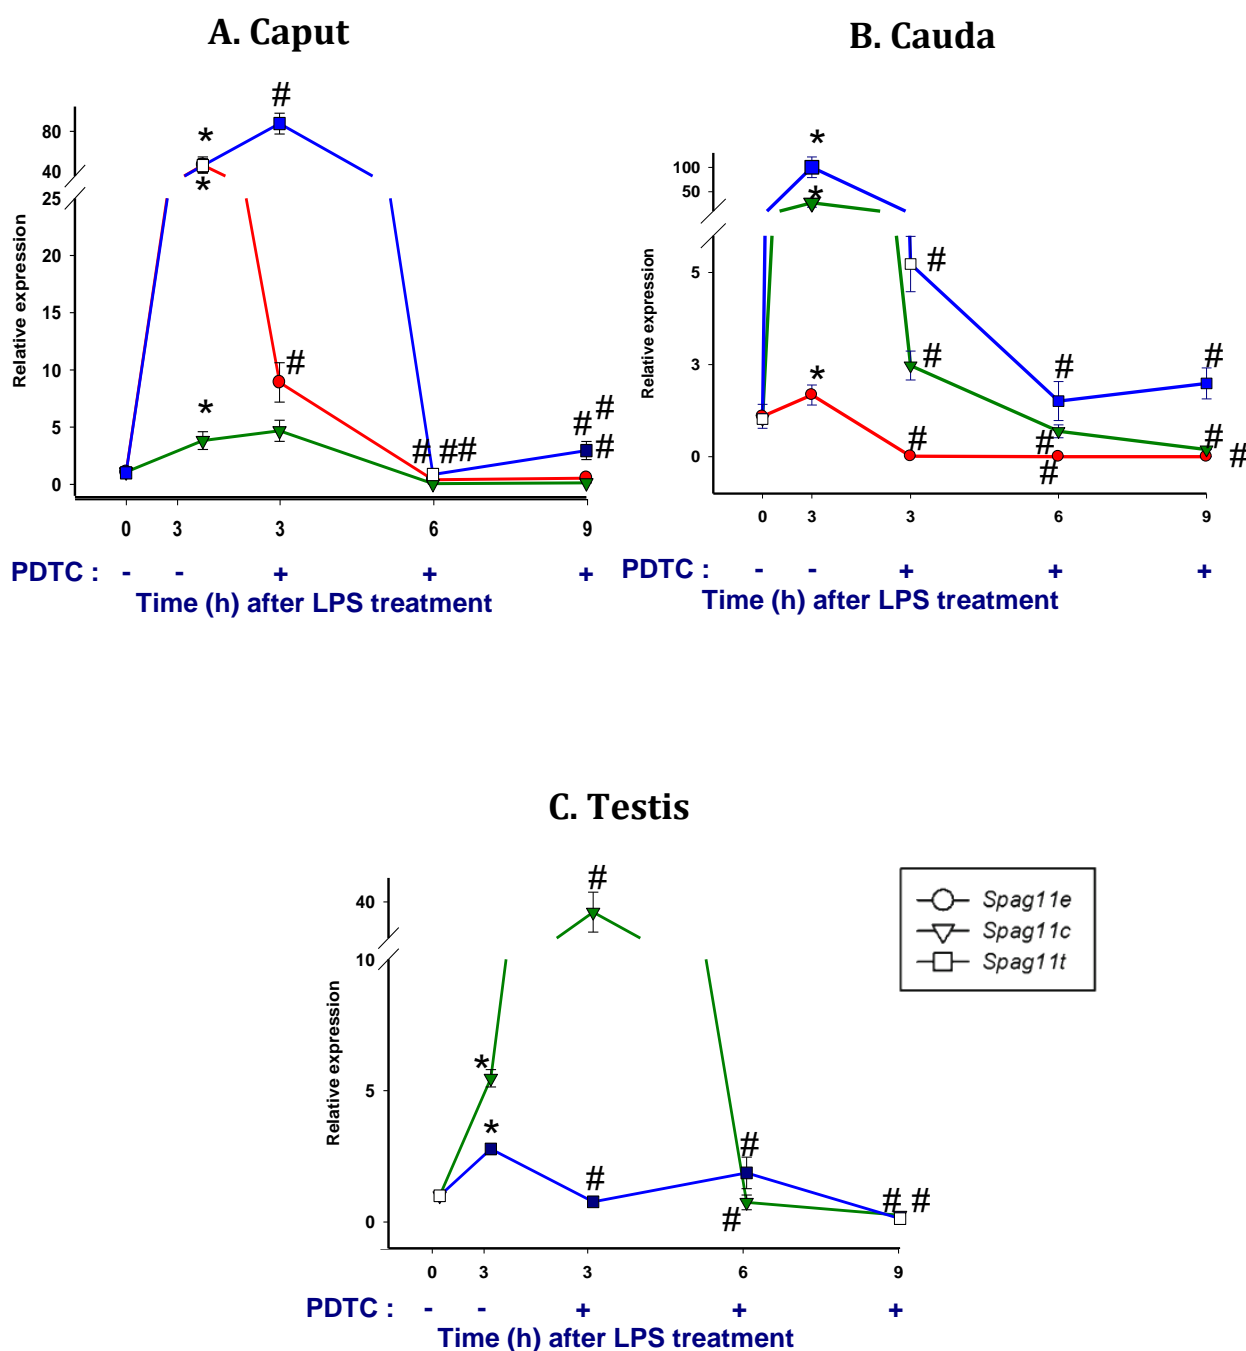 A. Caput
#
*
80
40
*
25
20
15
10
5
0
Relative expression
#
*
# ##
#
#
#
0 3 3 6 9
PDTC : - - + + +
Time (h) after LPS treatment
B. Cauda
*
100
50
*
5
3
0
Relative expression
#
#
*
#
#
#
#
#
#
#
#
0 3 3 6 9
PDTC : - - + + +
Time (h) after LPS treatment
C. Testis
#
40
10
5
0
Relative expression
*
*
#
#
#
# #
0 3 3 6 9
PDTC : - - + + +
Time (h) after LPS treatment
Spag11e
Spag11c
Spag11t